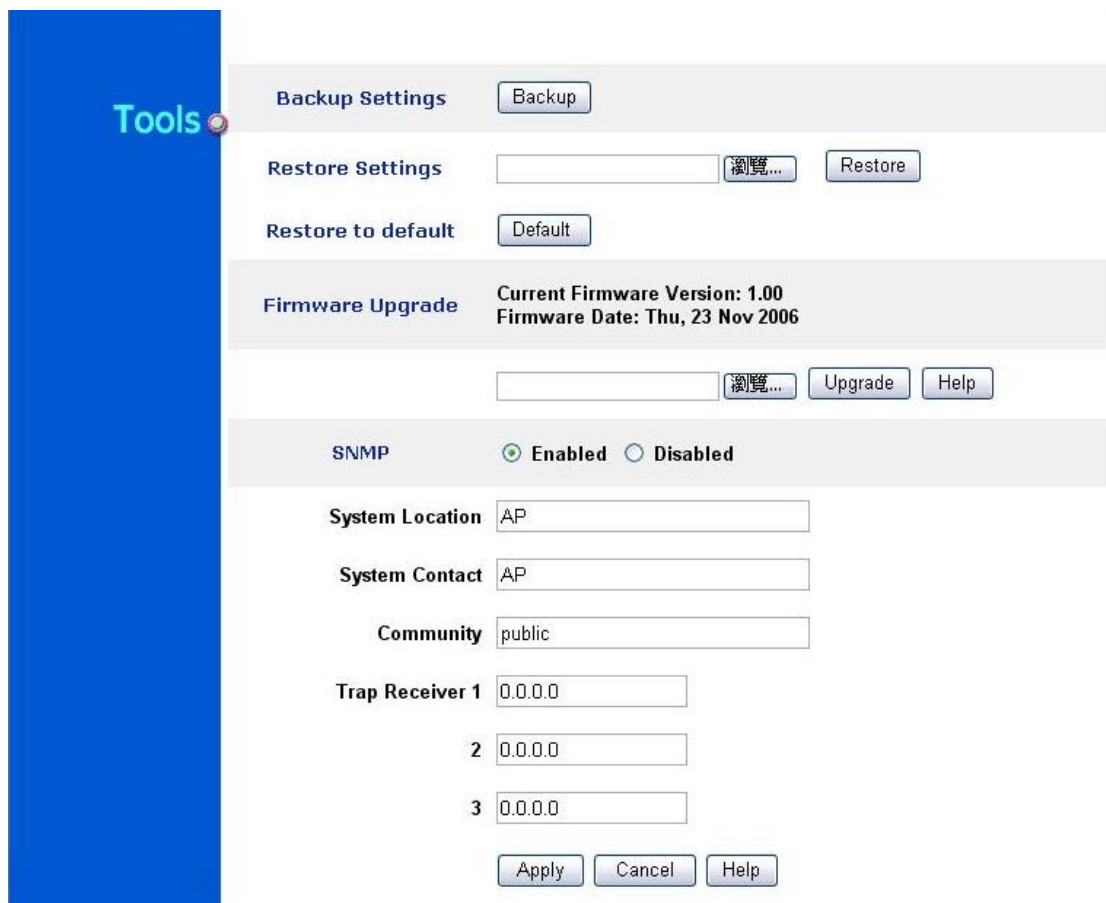 Tools
Backup Settings Backup
Restore Settings 瀏覽... Restore
Restore to default Default
Firmware Upgrade Current Firmware Version: 1.00
Firmware Date: Thu, 23 Nov 2006
瀏覽... Upgrade Help
SNMP Enabled Disabled
System Location AP
System Contact AP
Community public
Trap Receiver 1 0.0.0.0
2 0.0.0.0
3 0.0.0.0
Apply Cancel Help